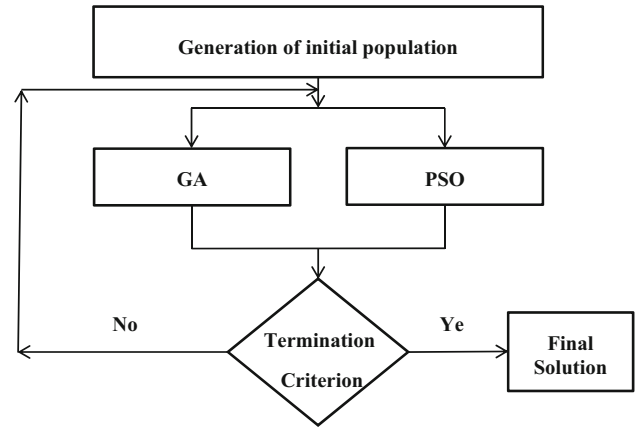 Generation of initial population
GA
PSO
No
Ye
Termination
Criterion
Final
Solution